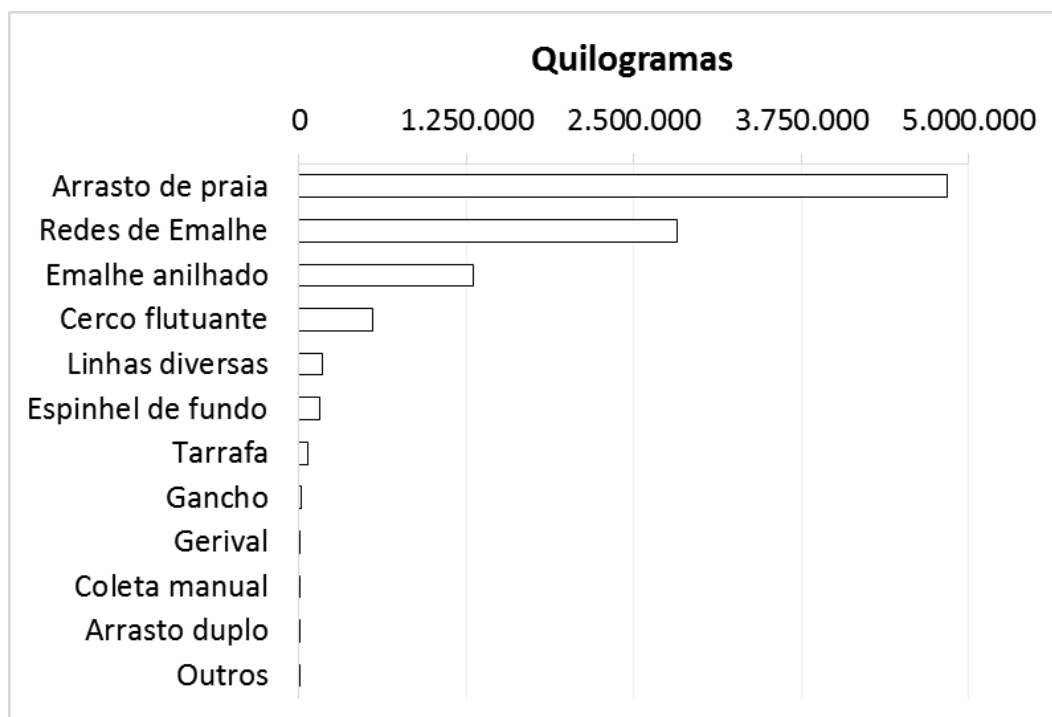 Quilogramas
0 1.250.000 2.500.000 3.750.000 5.000.000
Arrasto de praia
Redes de Emalhe
Emalhe anilhado
Cerco flutuante
Linhas diversas
Espinhel de fundo
Tarrafa
Gancho
Gerival
Coleta manual
Arrasto duplo
Outros